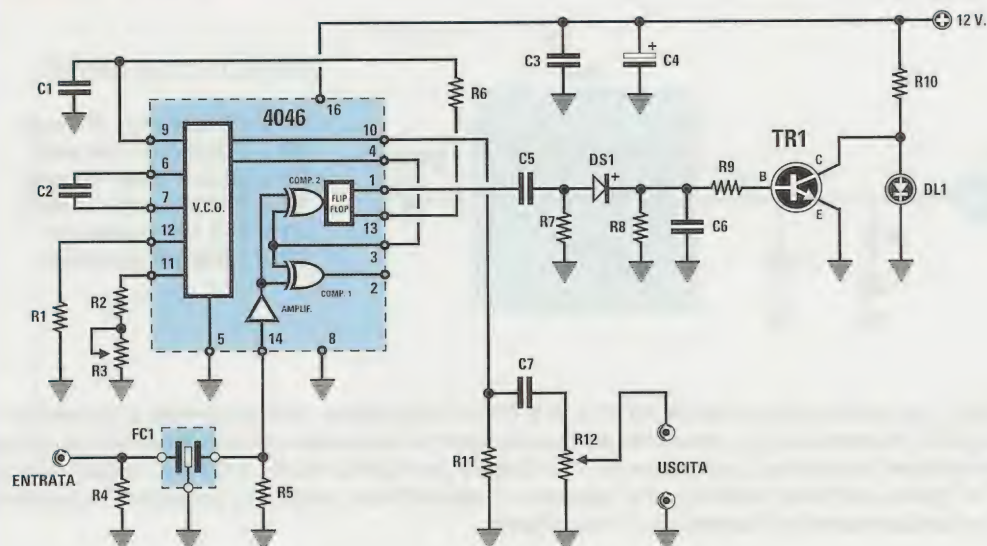 12 V.
C1
C3
C4
+
R6
R10
16
4046
9
10
TR1
6
4
C
C2
V.C.O.
COMP. 2
1
C5
DS1
+
R9
B
7
FLIP
FLOP
DL1
12
13
R7
R8
C6
E
3
11
COMP. 1
2
R1
R2
AMPLIF.
5
14
8
R3
C7
FC1
R12
ENTRATA
R4
R5
R11
USCITA